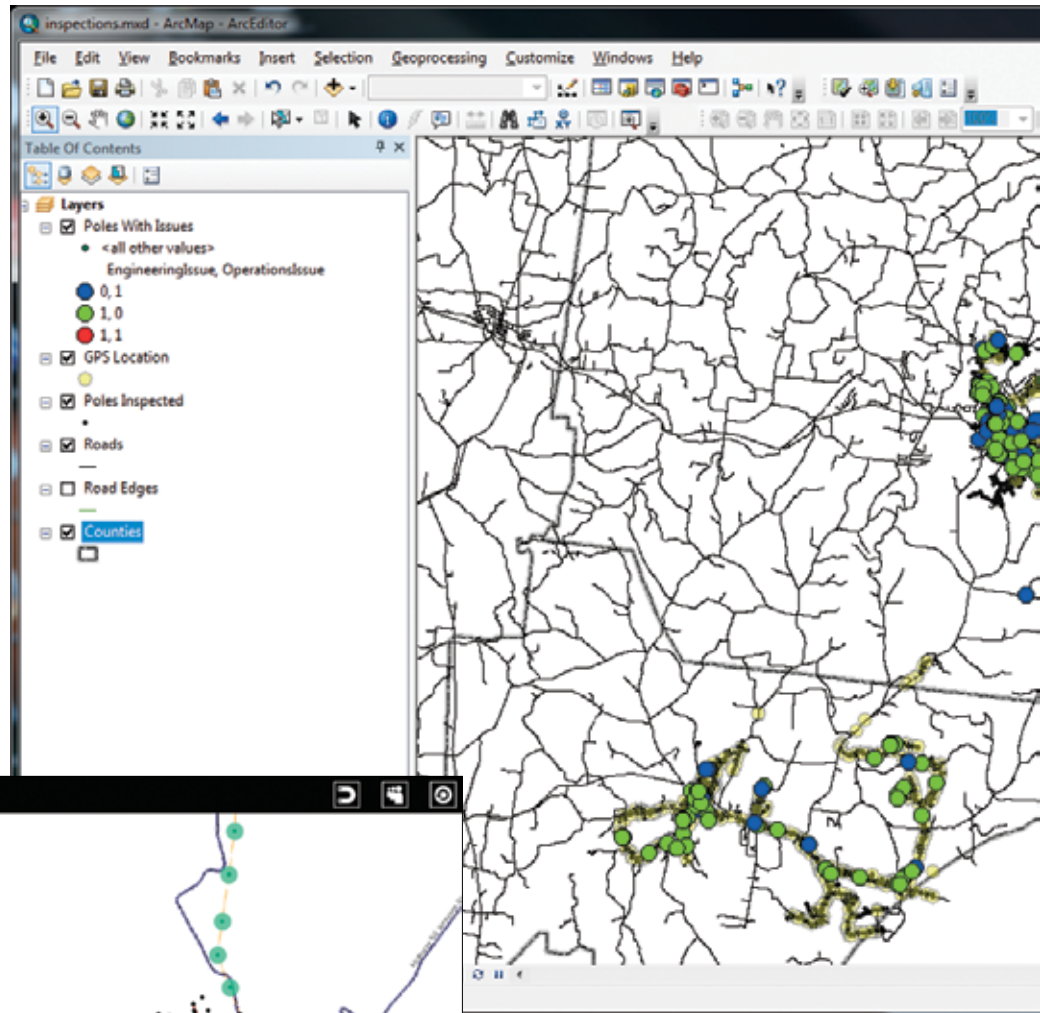 inspections.mxd - ArcMap - ArcEditor
File Edit View Bookmarks Insert Selection Geoprocessing Customize Windows Help
Table Of Contents
Layers
Poles With Issues
<all other values>
EngineeringIssue, OperationsIssue
0, 1
1, 0
1, 1
GPS Location
Poles Inspected
Roads
Road Edges
Counties